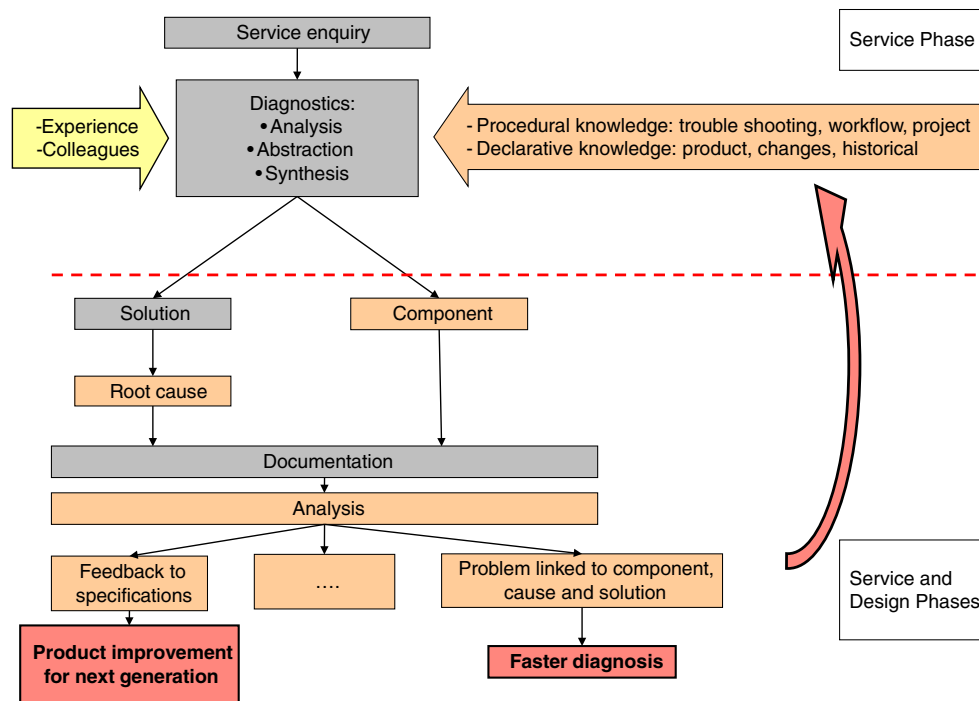 Service enquiry
Service Phase
Diagnostics:
•Analysis
•Abstraction
•Synthesis
-Experience
-Colleagues
- Procedural knowledge: trouble shooting, workflow, project
- Declarative knowledge: product, changes, historical
Solution
Component
Root cause
Documentation
Analysis
Feedback to
specifications
....
Problem linked to component,
cause and solution
Service and
Design Phases
Product improvement
for next generation
Faster diagnosis